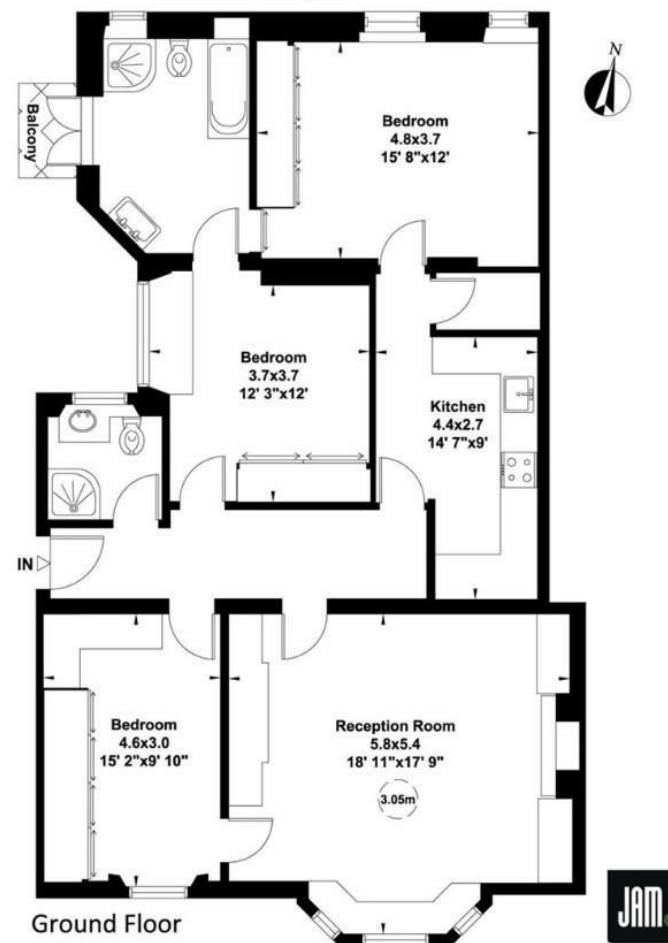 N
Balcony
Bedroom
4.8x3.7
15' 8"x12'
Bedroom
3.7x3.7
12' 3"x12'
Kitchen
4.4x2.7
14' 7"x9'
IN
Bedroom
4.6x3.0
15' 2"x9' 10"
Reception Room
5.8x5.4
18' 11"x17' 9"
3.05m
Ground Floor
JAM